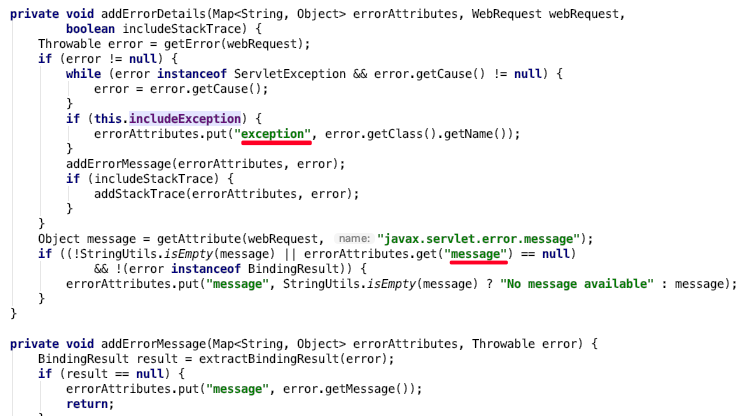 private void addErrorDetails(Map<String, Object> errorAttributes, WebRequest webRequest,
        boolean includeStackTrace) {
    Throwable error = getError(webRequest);
    if (error != null) {
        while (error instanceof ServletException && error.getCause() != null) {
            error = error.getCause();
        }
        if (this.includeException) {
            errorAttributes.put("exception", error.getClass().getName());
        }
        addErrorMessage(errorAttributes, error);
        if (includeStackTrace) {
            addStackTrace(errorAttributes, error);
        }
    }
    Object message = getAttribute(webRequest, name: "javax.servlet.error.message");
    if ((!StringUtils.isEmpty(message) || errorAttributes.get("message") == null)
            && !(error instanceof BindingResult)) {
        errorAttributes.put("message", StringUtils.isEmpty(message) ? "No message available" : message);
    }
}
private void addErrorMessage(Map<String, Object> errorAttributes, Throwable error) {
    BindingResult result = extractBindingResult(error);
    if (result == null) {
        errorAttributes.put("message", error.getMessage());
        return;